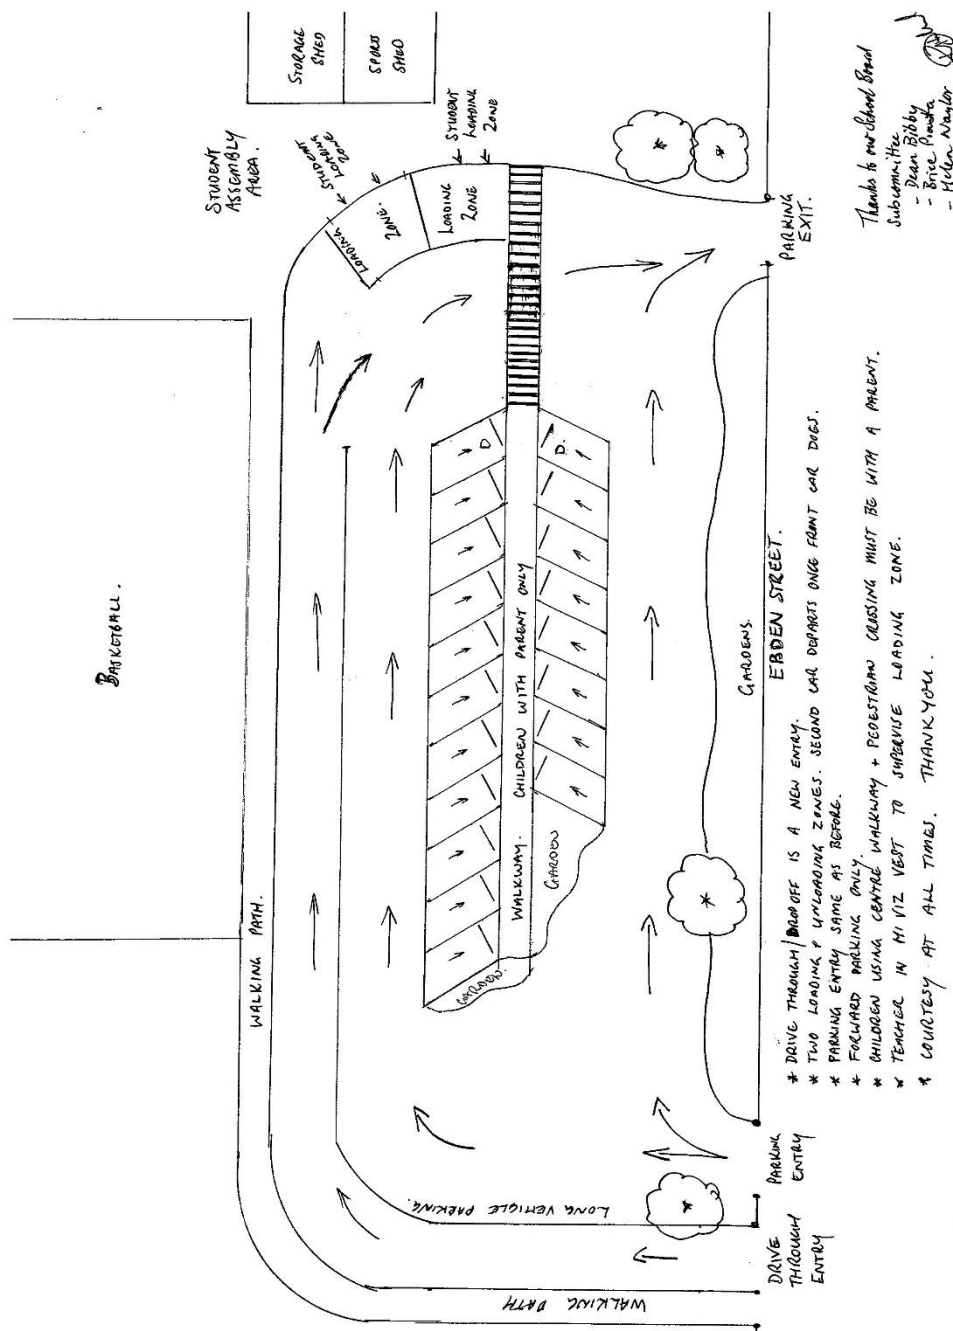 BASKETBALL.
STORAGE
SHED
SPORTS
SHED
STUDENT
ASSEMBLY
AREA.
STUDENT
LOADING
ZONE
STUDENT
LOADING
ZONE
LOADING
ZONE.
LOADING
ZONE
WALKING PATH.
D
D.
WALKWAY. CHILDREN WITH PARENT ONLY
GARDEN.
GARDEN
LONG VEHICLE PARKING.
WALKING PATH
GARDENS.
DRIVE
THROUGH
ENTRY
PARKING
ENTRY
EBDEN STREET.
PARKING
EXIT.
* DRIVE THROUGH/DROP OFF IS A NEW ENTRY.
* TWO LOADING & UNLOADING ZONES. SECOND CAR DEPARTS ONCE FRONT CAR DOES.
* PARKING ENTRY SAME AS BEFORE.
* FORWARD PARKING ONLY.
* CHILDREN USING CENTRE WALKWAY + PEDESTRIAN CROSSING MUST BE WITH A PARENT.
* TEACHER IN HI VIZ VEST TO SUPERVISE LOADING ZONE.
* COURTESY AT ALL TIMES. THANKYOU.
Thanks to our School Board
Subcommittee
- Dean Bibby
- Brice
- Helen Naylor